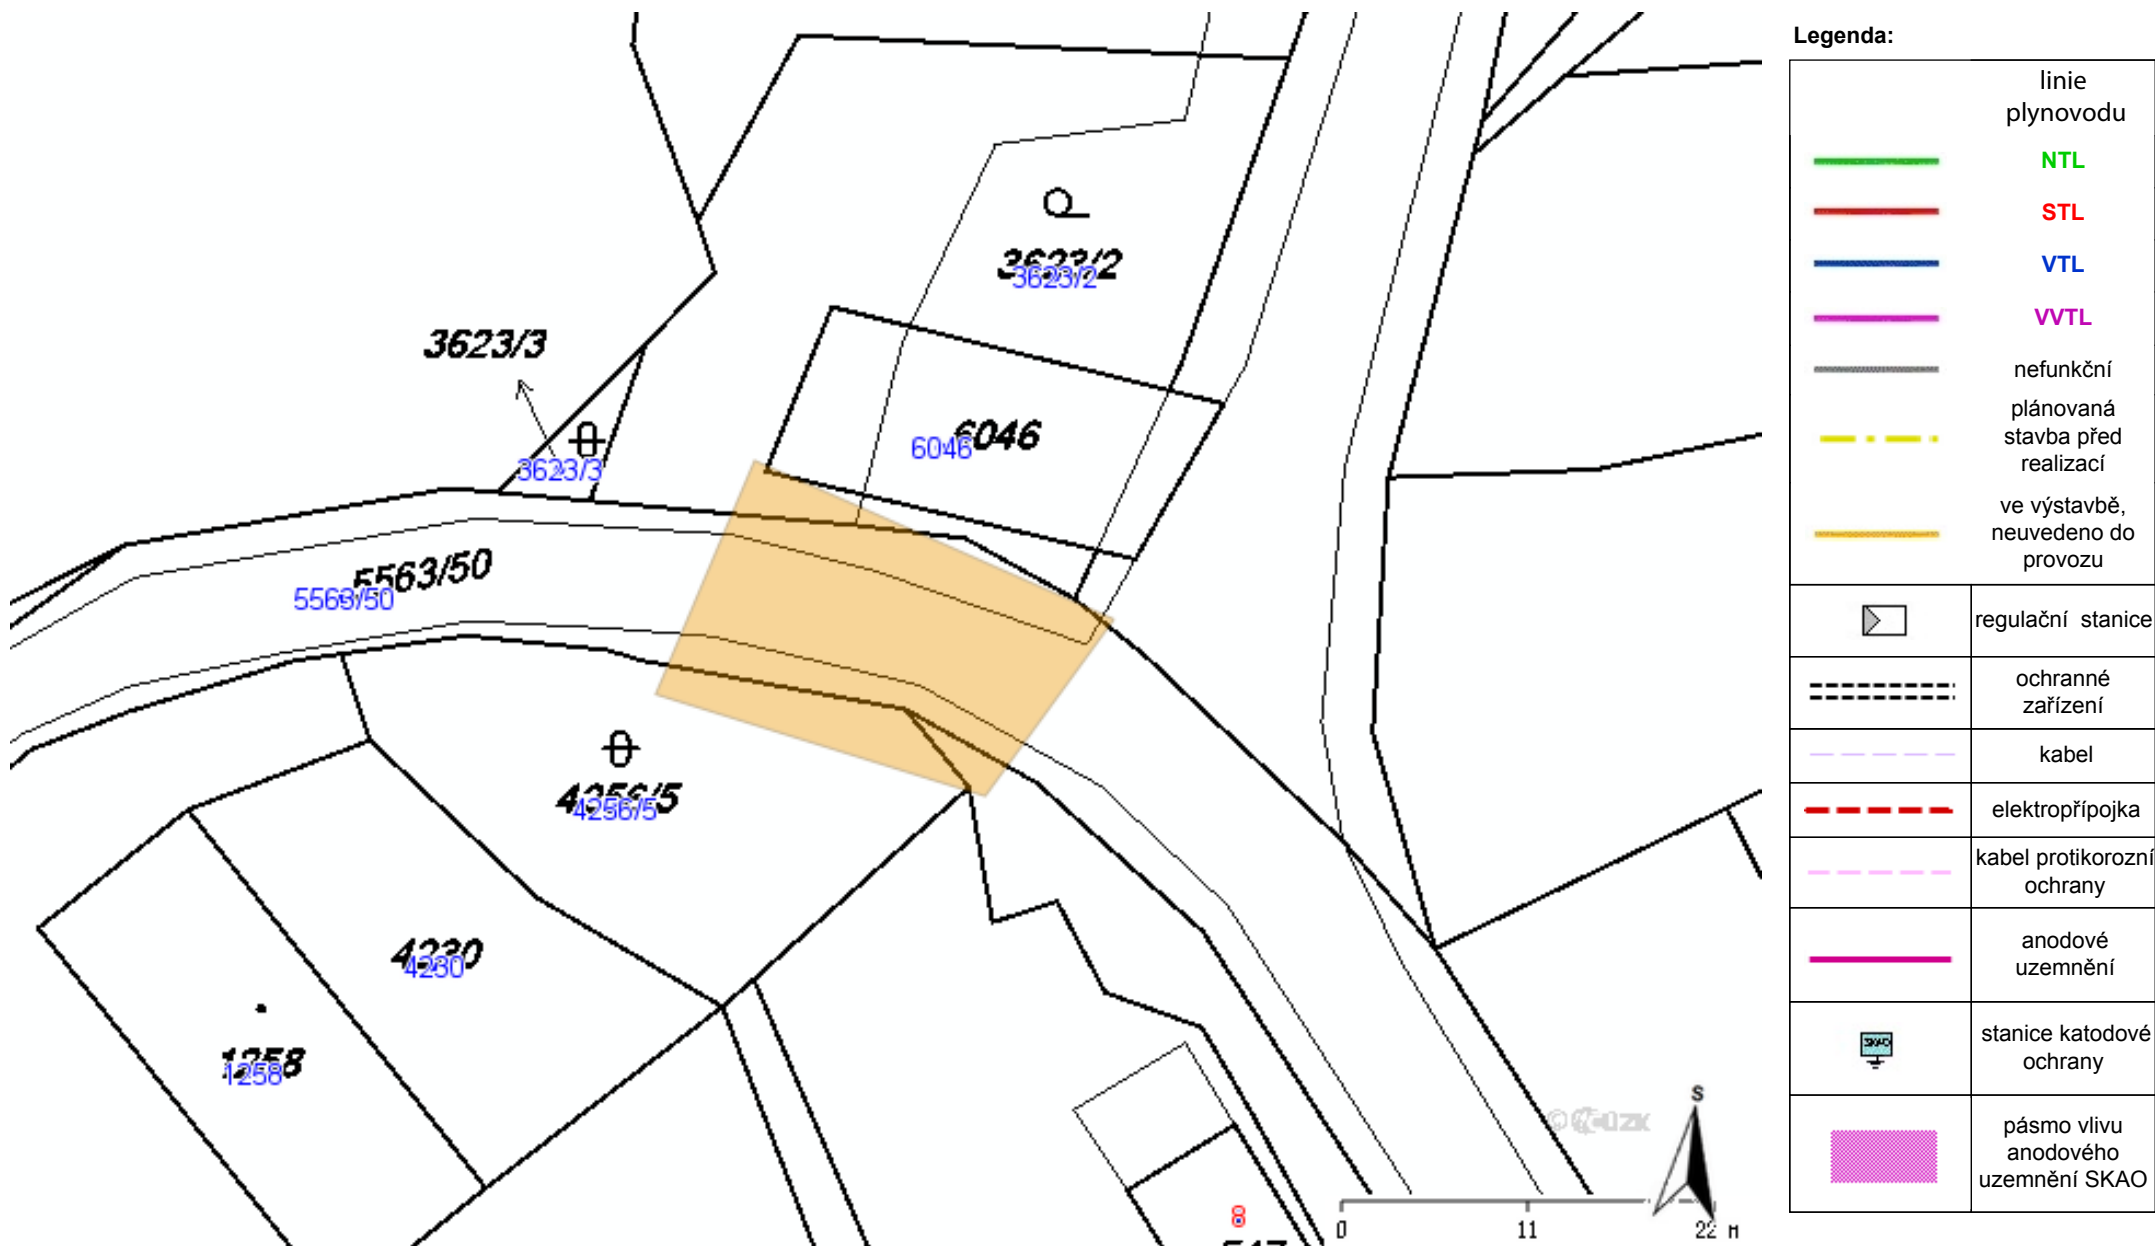 Legenda:
linie
plynovodu
NTL
STL
VTL
VVTL
nefunkční
plánovaná
stavba před
realizací
ve výstavbě,
neuvedeno do
provozu
regulační stanice
ochranné
zařízení
kabel
elektropřípojka
kabel protikorozní
ochrany
anodové
uzemnění
SKAO
stanice katodové
ochrany
pásmo vlivu
anodového
uzemnění SKAO
3623/2
3623/2
3623/3
3623/3
6046
6046
5563/50
5563/50
4256/5
4256/5
4230
4230
1258
1258
8
S
0 11 22 M